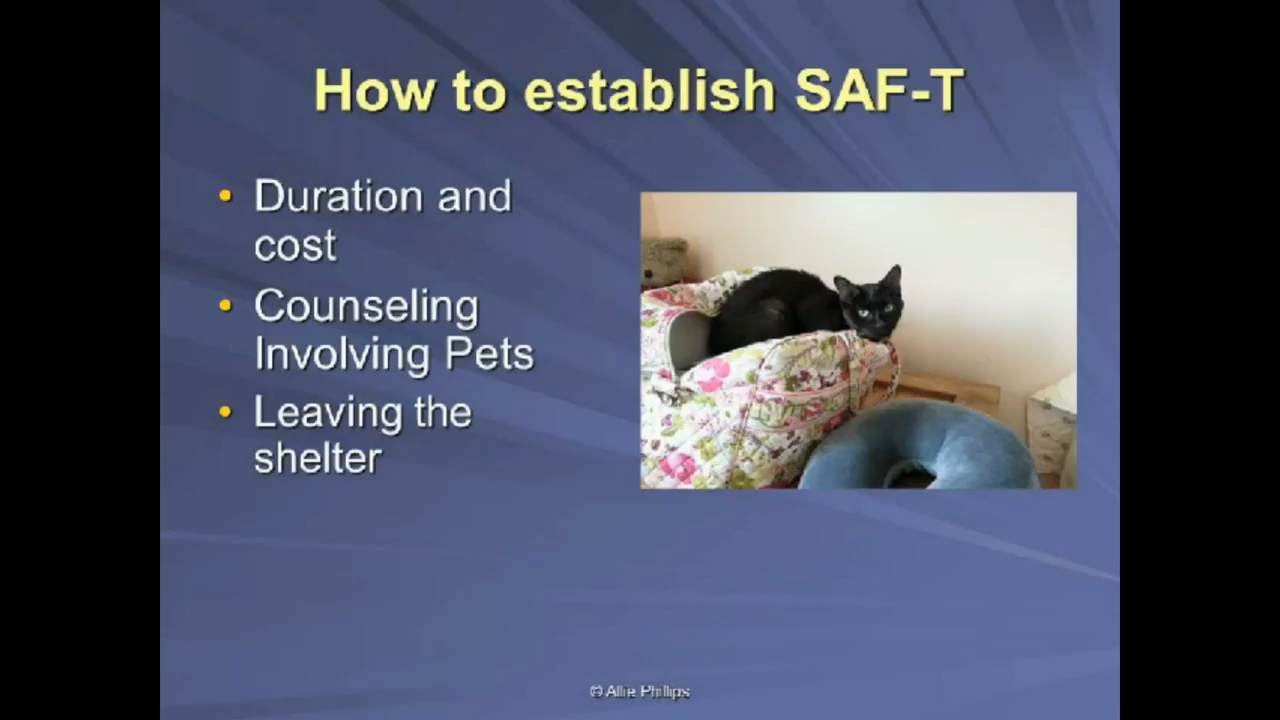 How to establish SAF-T
• Duration and
cost
• Counseling
Involving Pets
• Leaving the
shelter
© Allie Phillips